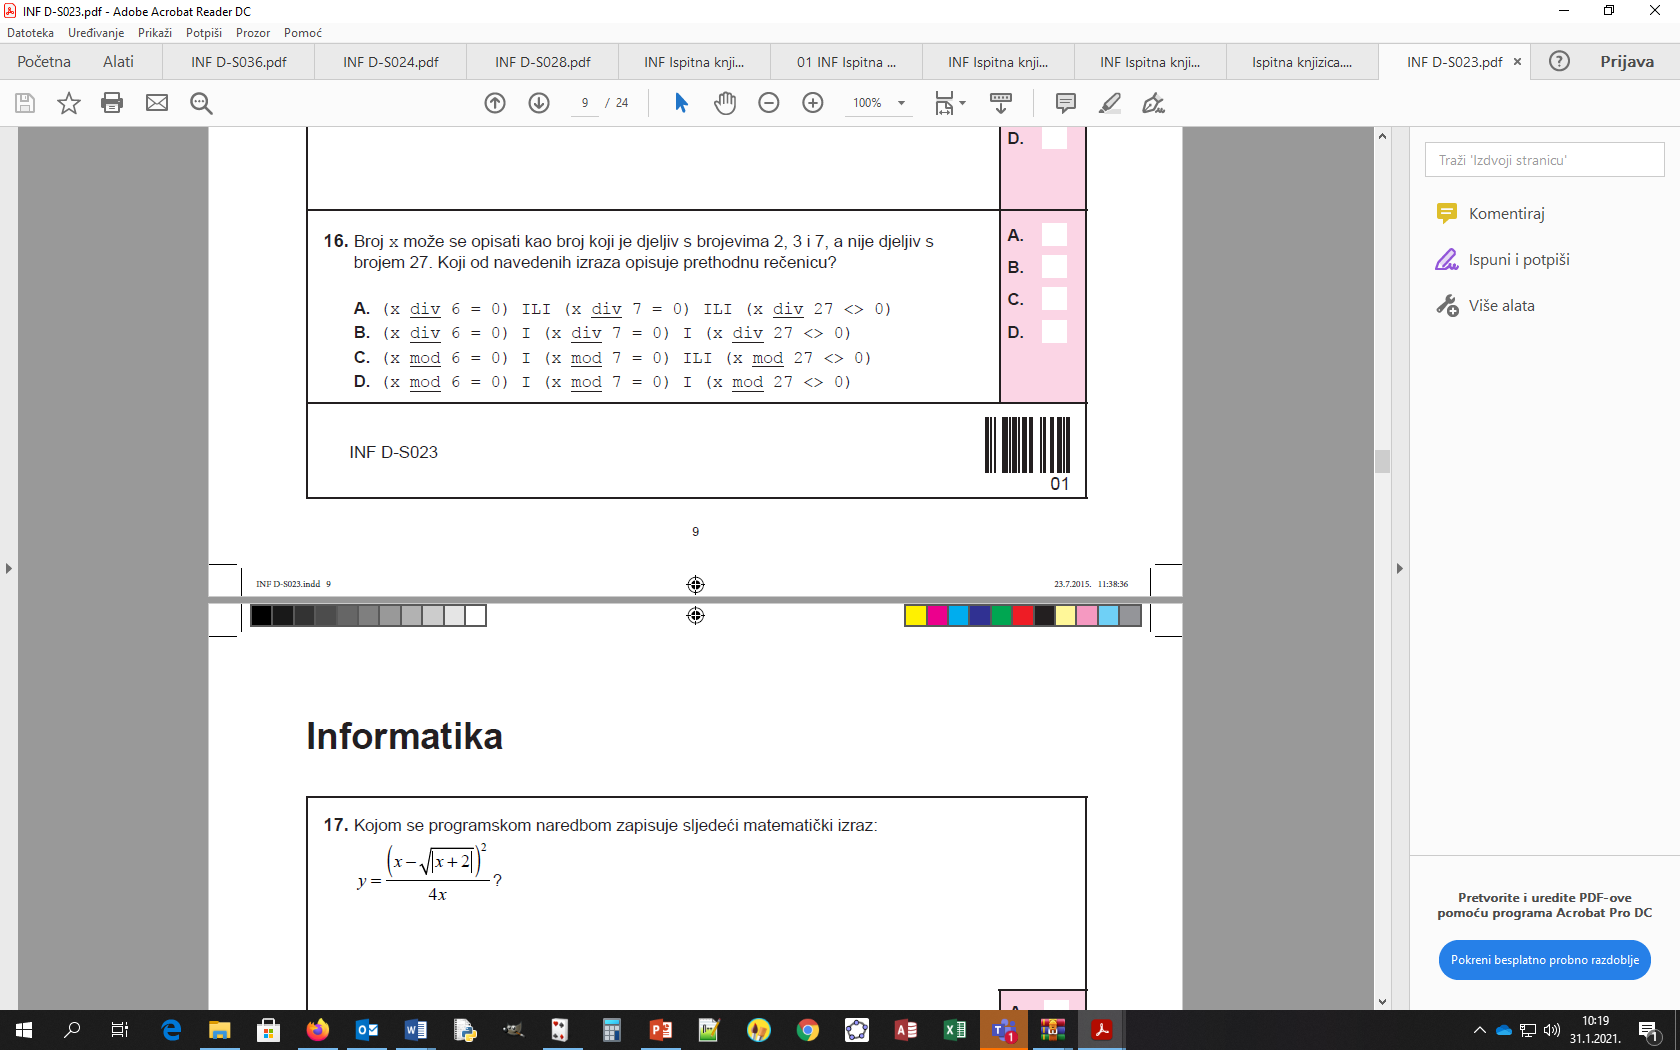 INF D-S023.pdf - Adobe Acrobat Reader DC
Datoteka Uređivanje Prikaži Potpiši Prozor Pomoć
Početna Alati INF D-S036.pdf INF D-S024.pdf INF D-S028.pdf INF Ispitna knji... 01 INF Ispitna ... INF Ispitna knji... INF Ispitna knji... Ispitna knjizica.... INF D-S023.pdf × ? Prijava
9 / 24 100%
D.
16. Broj x može se opisati kao broj koji je djeljiv s brojevima 2, 3 i 7, a nije djeljiv s
brojem 27. Koji od navedenih izraza opisuje prethodnu rečenicu?
A. (x div 6 = 0) ILI (x div 7 = 0) ILI (x div 27 <> 0)
B. (x div 6 = 0) I (x div 7 = 0) I (x div 27 <> 0)
C. (x mod 6 = 0) I (x mod 7 = 0) ILI (x mod 27 <> 0)
D. (x mod 6 = 0) I (x mod 7 = 0) I (x mod 27 <> 0)
A.
B.
C.
D.
INF D-S023
01
9
INF D-S023.indd 9
23.7.2015. 11:38:36
Informatika
17. Kojom se programskom naredbom zapisuje sljedeći matematički izraz:
y = (x − √|x + 2|)² / 4x ?
Traži 'Izdvoji stranicu'
Komentiraj
Ispuni i potpiši
Više alata
Pretvorite i uredite PDF-ove
pomoću programa Acrobat Pro DC
Pokreni besplatno probno razdoblje
10:19
31.1.2021.
1
1